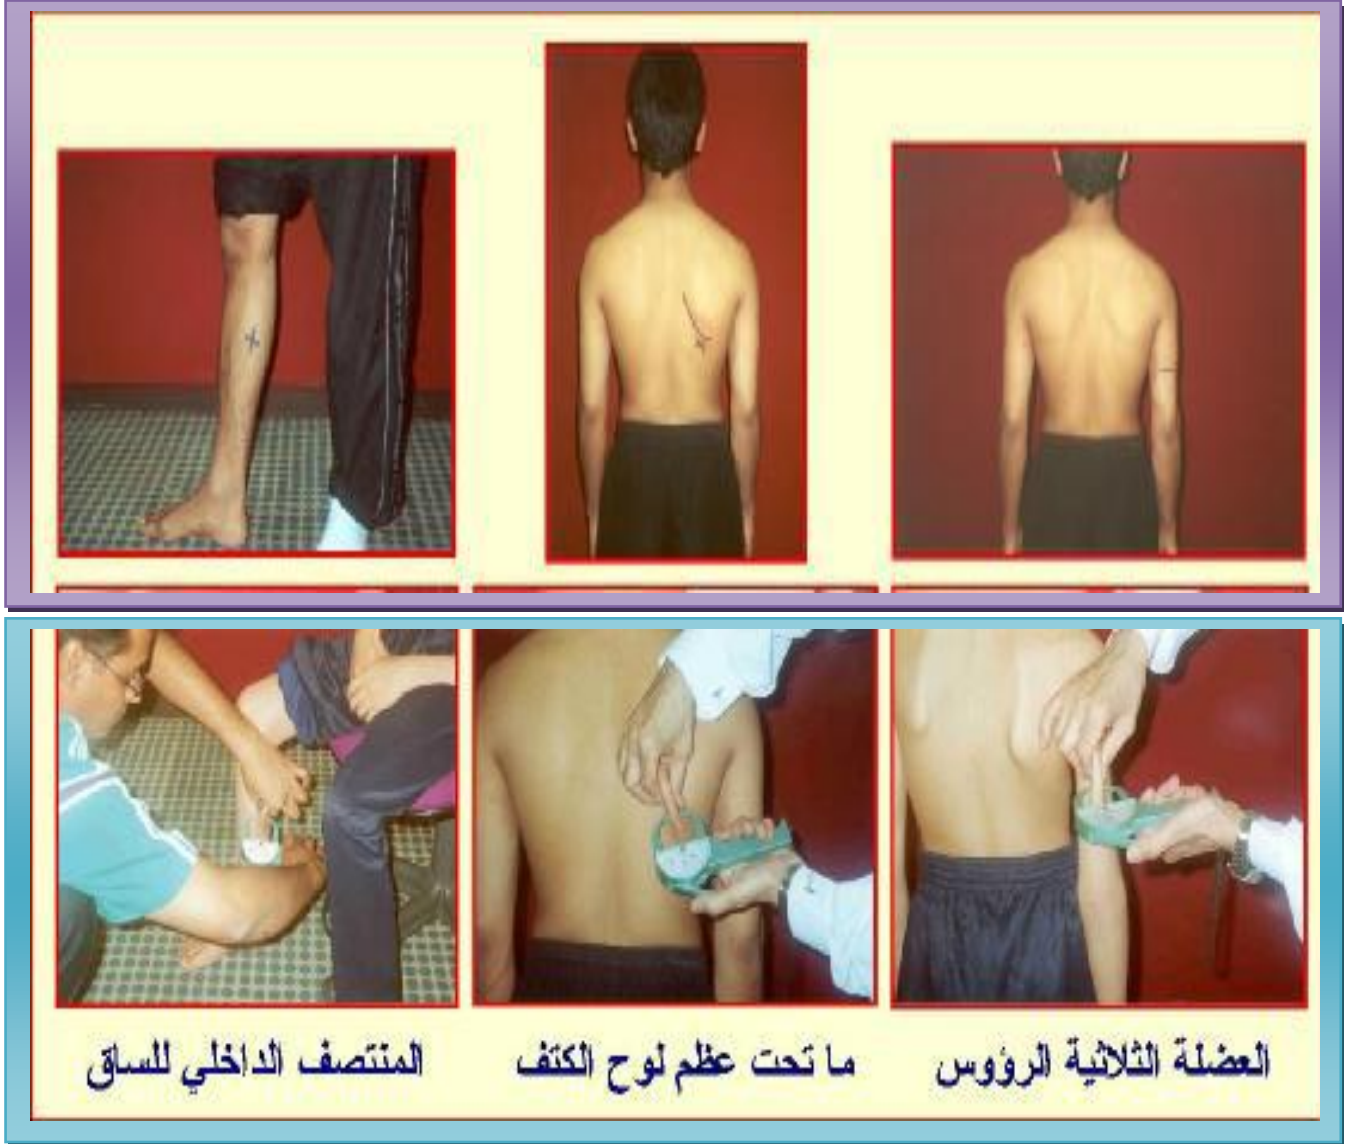 العضلة الثلاثية الرؤوس
ما تحت عظم لوح الكتف
المنتصف الداخلي للساق